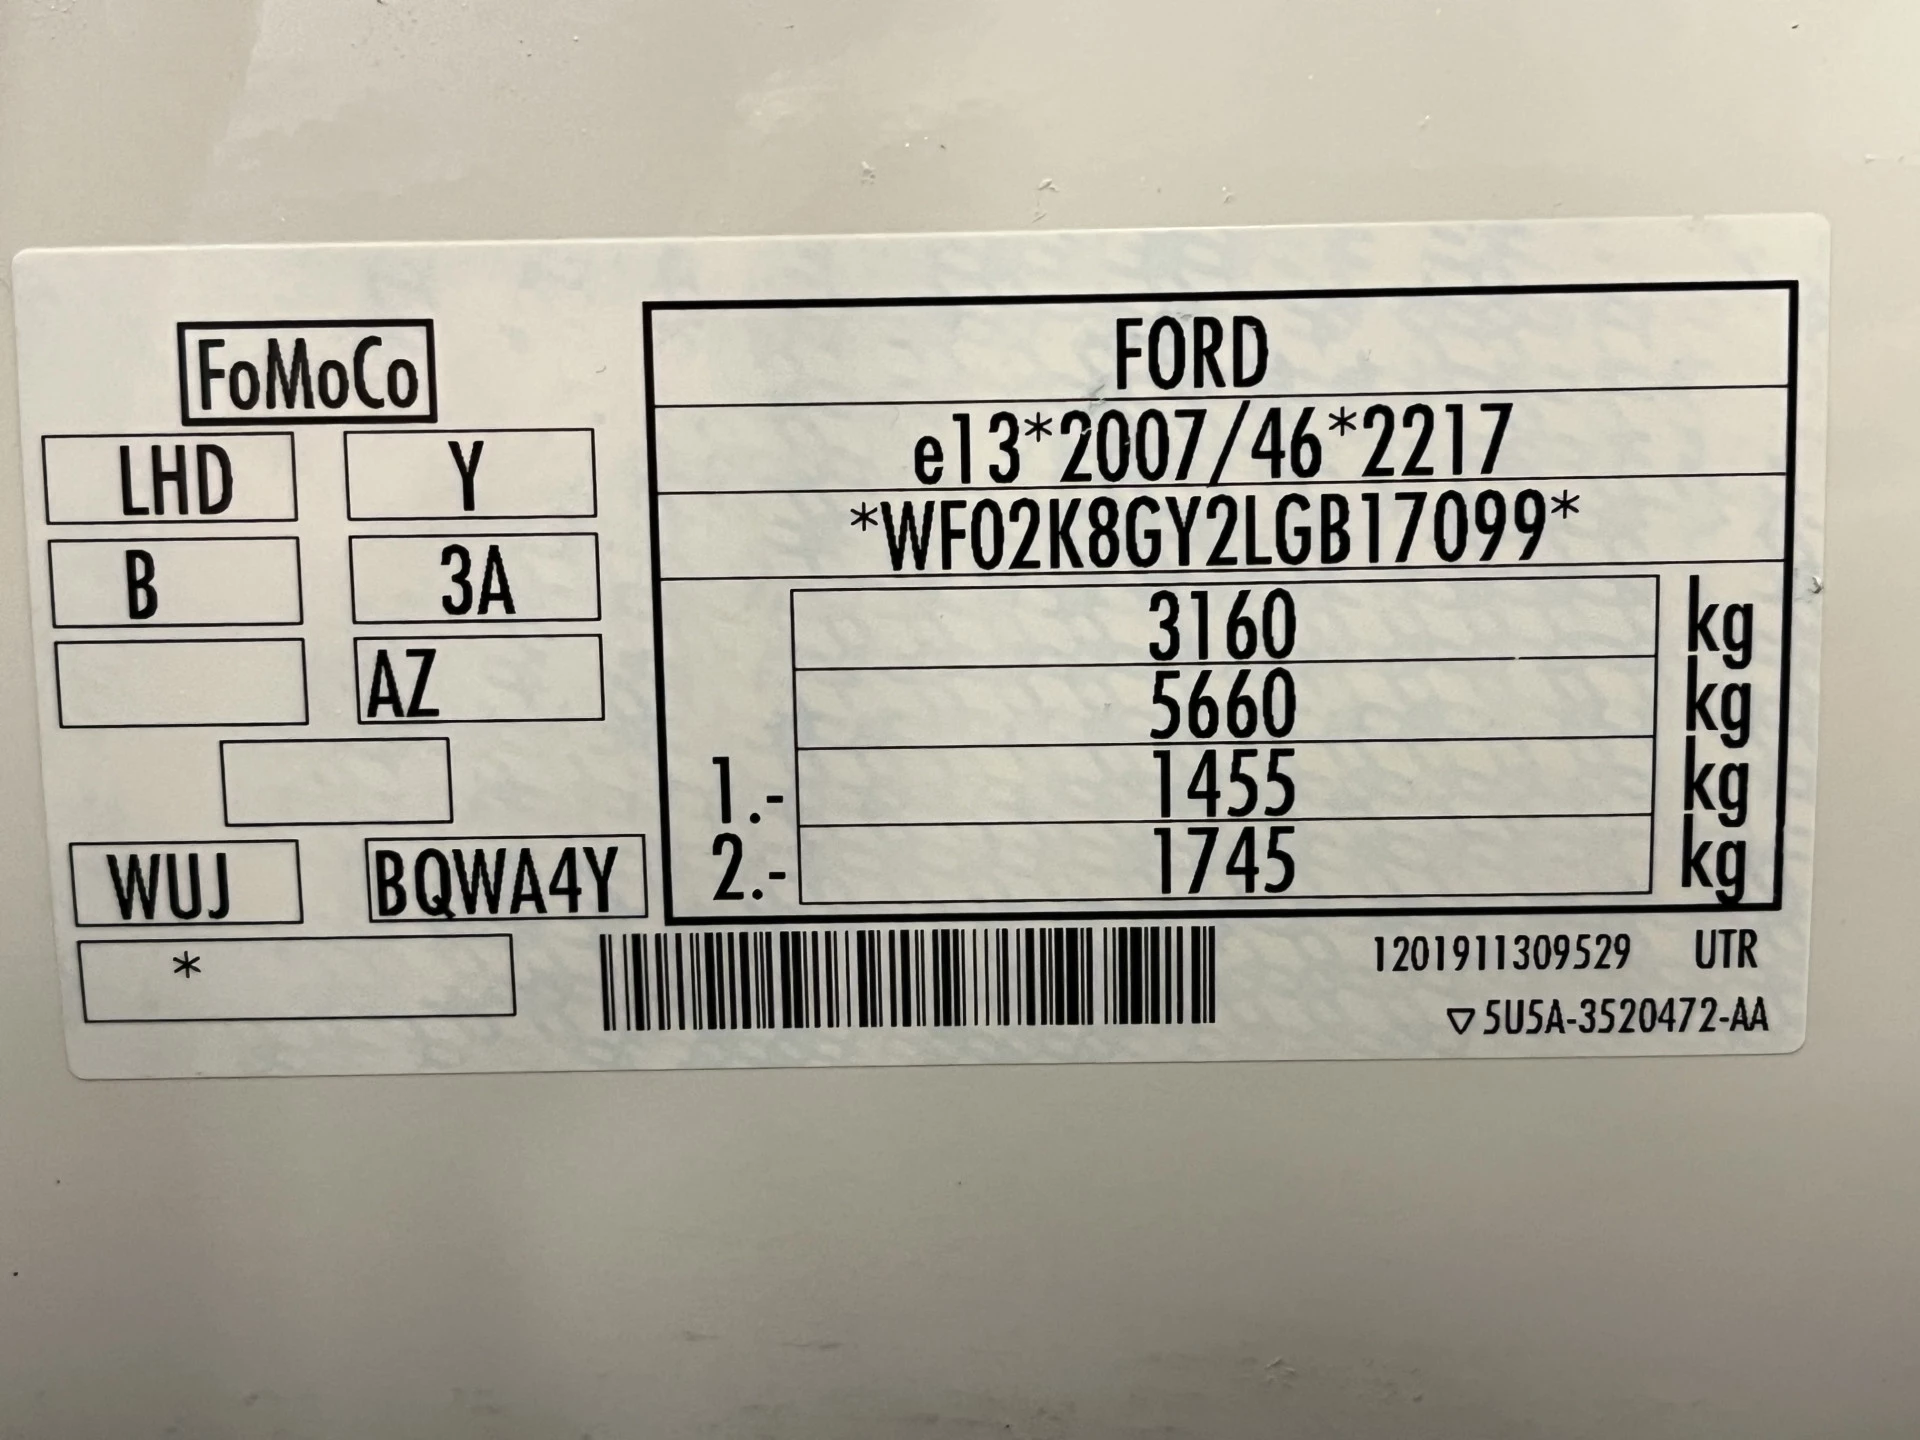 FoMoCo
LHD Y
B 3A
AZ
WUJ BQWA4Y
*
FORD
e13*2007/46*2217
*WF02K8GY2LGB17099*
3160 kg
5660 kg
1.- 1455 kg
2.- 1745 kg
1201911309529 UTR
▽ 5U5A-3520472-AA